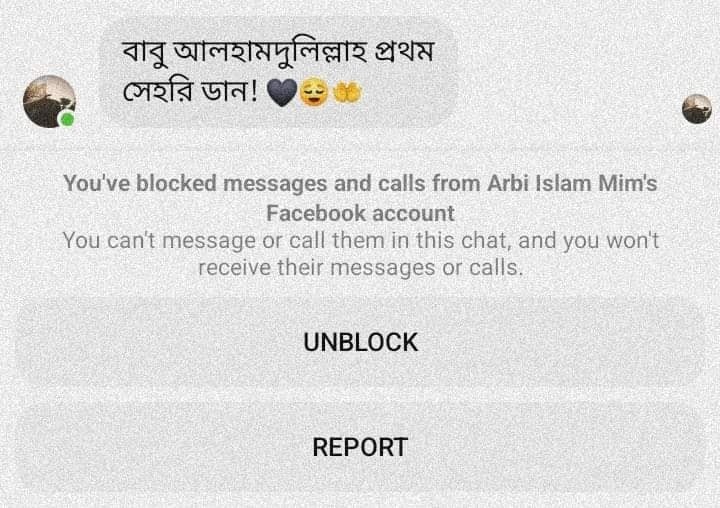 বাবু আলহামদুলিল্লাহ প্রথম
সেহরি ডান! 🖤😌🤲
You've blocked messages and calls from Arbi Islam Mim's
Facebook account
You can't message or call them in this chat, and you won't
receive their messages or calls.
UNBLOCK
REPORT